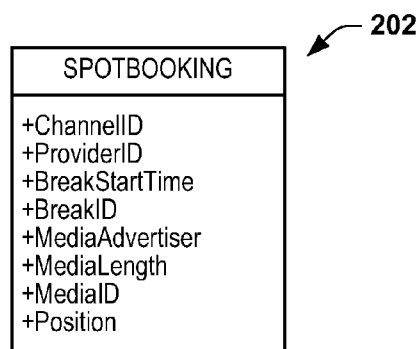 202
SPOTBOOKING
+ChannelID
+ProviderID
+BreakStartTime
+BreakID
+MediaAdvertiser
+MediaLength
+MediaID
+Position